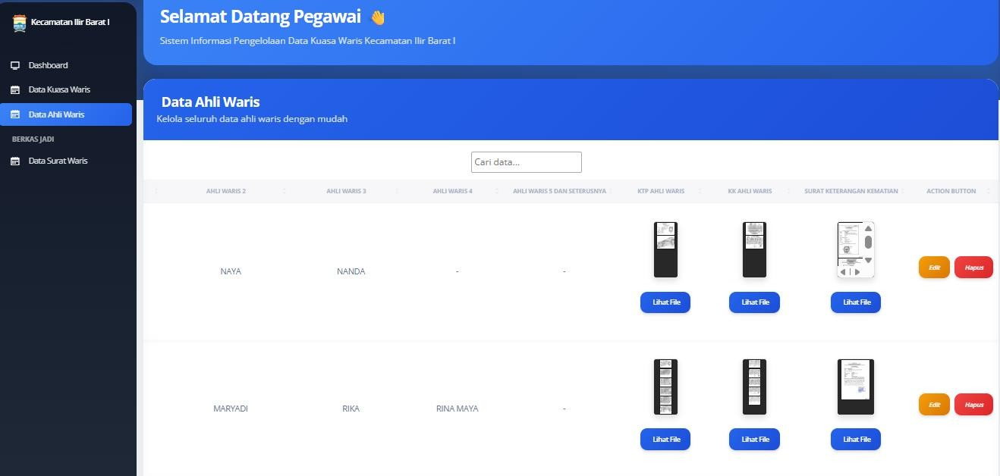 Kecamatan Ilir Barat I
Dashboard
Data Kuasa Waris
Data Ahli Waris
BERKAS JADI
Data Surat Waris
Selamat Datang Pegawai 👋
Sistem Informasi Pengelolaan Data Kuasa Waris Kecamatan Ilir Barat I
Data Ahli Waris
Kelola seluruh data ahli waris dengan mudah
Cari data...
AHLI WARIS 2 AHLI WARIS 3 AHLI WARIS 4 AHLI WARIS 5 DAN SETERUSNYA KTP AHLI WARIS KK AHLI WARIS SURAT KETERANGAN KEMATIAN ACTION BUTTON
NAYA NANDA - - Edit Hapus
Lihat File Lihat File Lihat File
MARYADI RIKA RINA MAYA - Edit Hapus
Lihat File Lihat File Lihat File